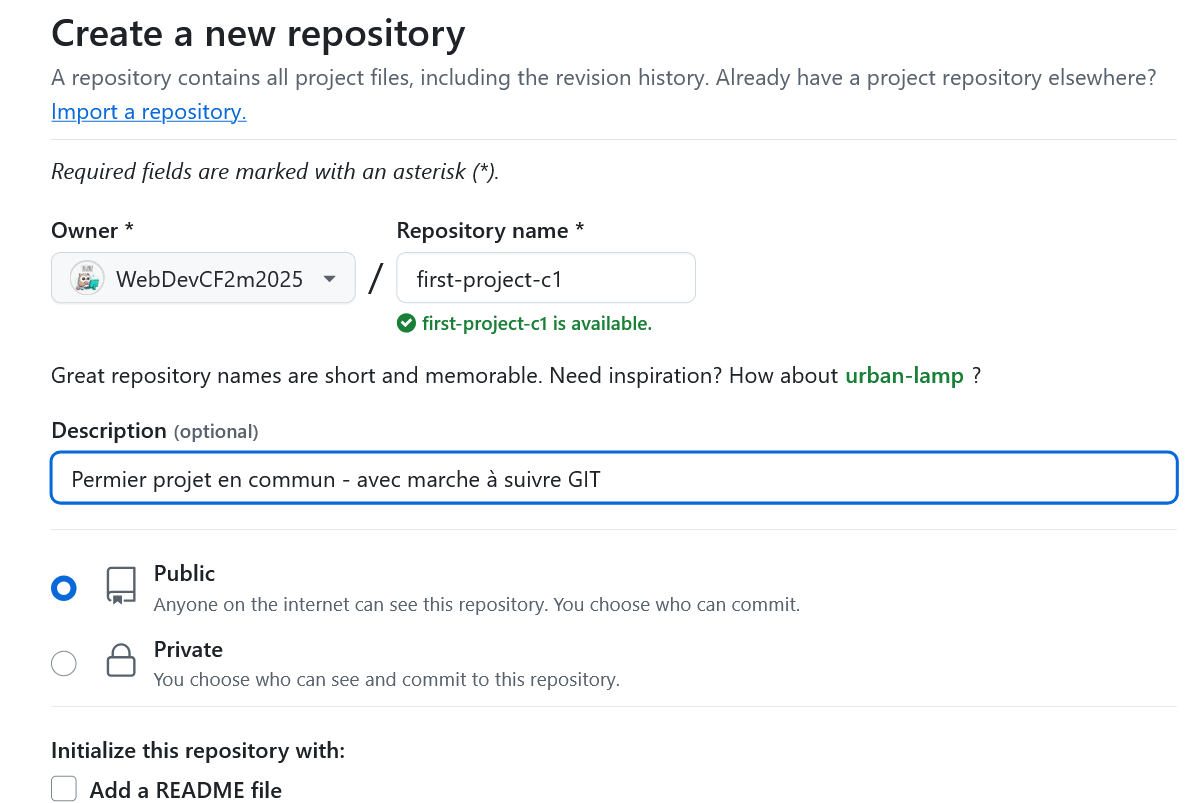 Create a new repository
A repository contains all project files, including the revision history. Already have a project repository elsewhere?
Import a repository.
Required fields are marked with an asterisk (*).
Owner * Repository name *
WebDevCF2m2025 / first-project-c1
first-project-c1 is available.
Great repository names are short and memorable. Need inspiration? How about urban-lamp ?
Description (optional)
Permier projet en commun - avec marche à suivre GIT
Public
Anyone on the internet can see this repository. You choose who can commit.
Private
You choose who can see and commit to this repository.
Initialize this repository with:
Add a README file